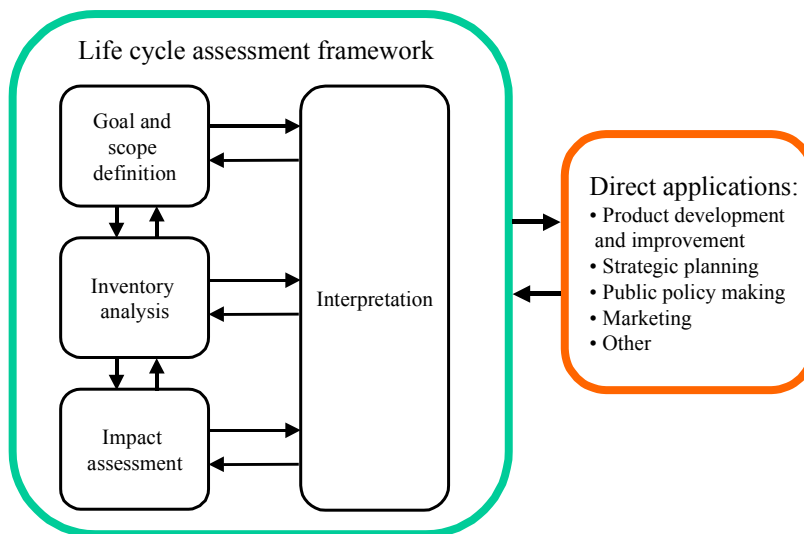 Life cycle assessment framework
Goal and
scope
definition
Inventory
analysis
Impact
assessment
Interpretation
Direct applications:
• Product development
and improvement
• Strategic planning
• Public policy making
• Marketing
• Other